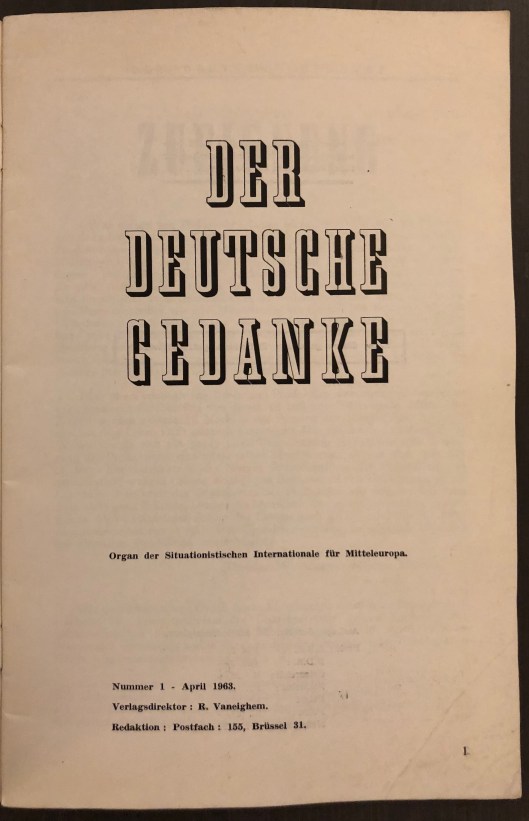 DER
DEUTSCHE
GEDANKE
Organ der Situationistischen Internationale für Mitteleuropa.
Nummer 1 - April 1963.
Verlagsdirektor : R. Vaneighem.
Redaktion : Postfach : 155, Brüssel 31.
1